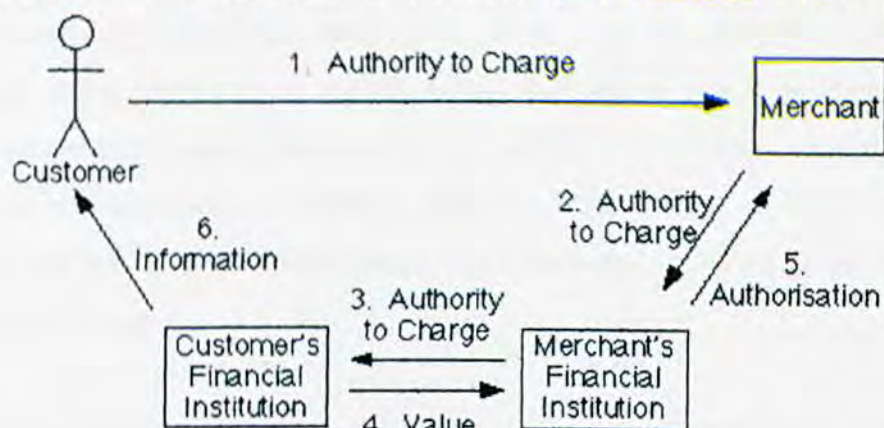 1. Authority to Charge
Merchant
Customer
2. Authority
to Charge
6.
Information
5.
Authorisation
3. Authority
to Charge
Customer's
Financial
Institution
Merchant's
Financial
Institution
4. Value